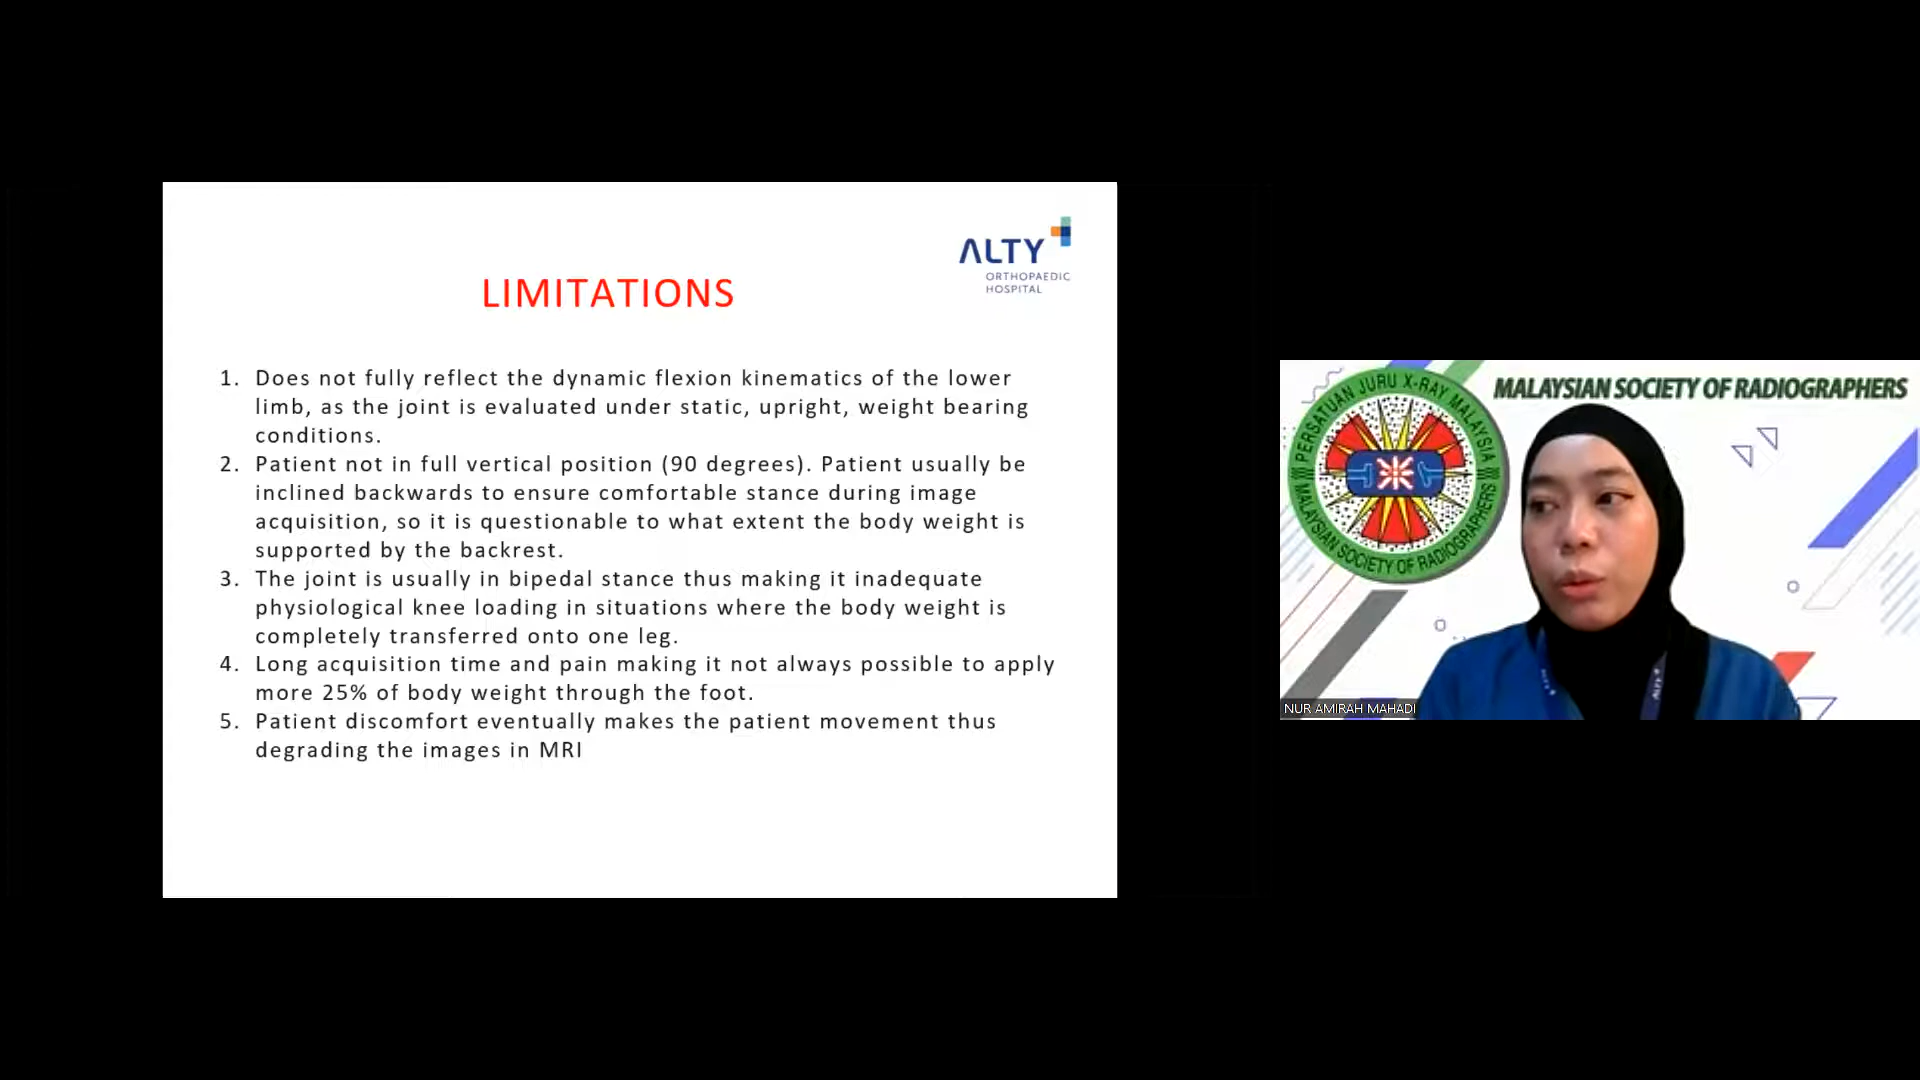 ALTY
ORTHOPAEDIC
HOSPITAL
LIMITATIONS
1. Does not fully reflect the dynamic flexion kinematics of the lower
limb, as the joint is evaluated under static, upright, weight bearing
conditions.
2. Patient not in full vertical position (90 degrees). Patient usually be
inclined backwards to ensure comfortable stance during image
acquisition, so it is questionable to what extent the body weight is
supported by the backrest.
3. The joint is usually in bipedal stance thus making it inadequate
physiological knee loading in situations where the body weight is
completely transferred onto one leg.
4. Long acquisition time and pain making it not always possible to apply
more 25% of body weight through the foot.
5. Patient discomfort eventually makes the patient movement thus
degrading the images in MRI
MALAYSIAN SOCIETY OF RADIOGRAPHERS
PERSATUAN JURU X-RAY MALAYSIA
MALAYSIAN SOCIETY OF RADIOGRAPHERS
NUR AMIRAH MAHADI